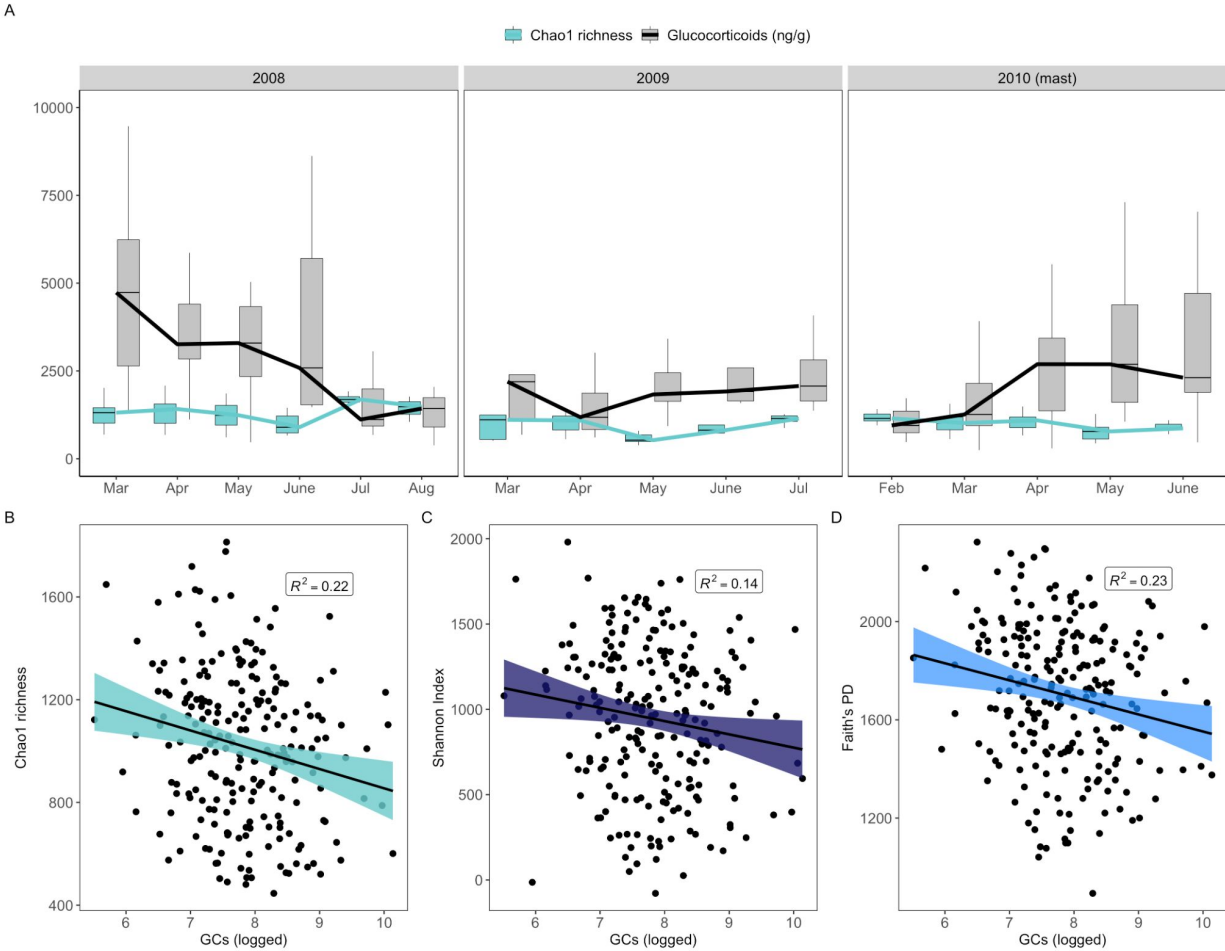 A
Chao1 richness Glucocorticoids (ng/g)
2008 2009 2010 (mast)
10000
7500
5000
2500
0
Mar Apr May June Jul Aug Mar Apr May June Jul Feb Mar Apr May June
B C D
R² = 0.22
R² = 0.14
R² = 0.23
Chao1 richness
1600
1200
800
400
6 7 8 9 10
GCs (logged)
Shannon Index
2000
1500
1000
500
0
6 7 8 9 10
GCs (logged)
Faith's PD
2000
1600
1200
6 7 8 9 10
GCs (logged)